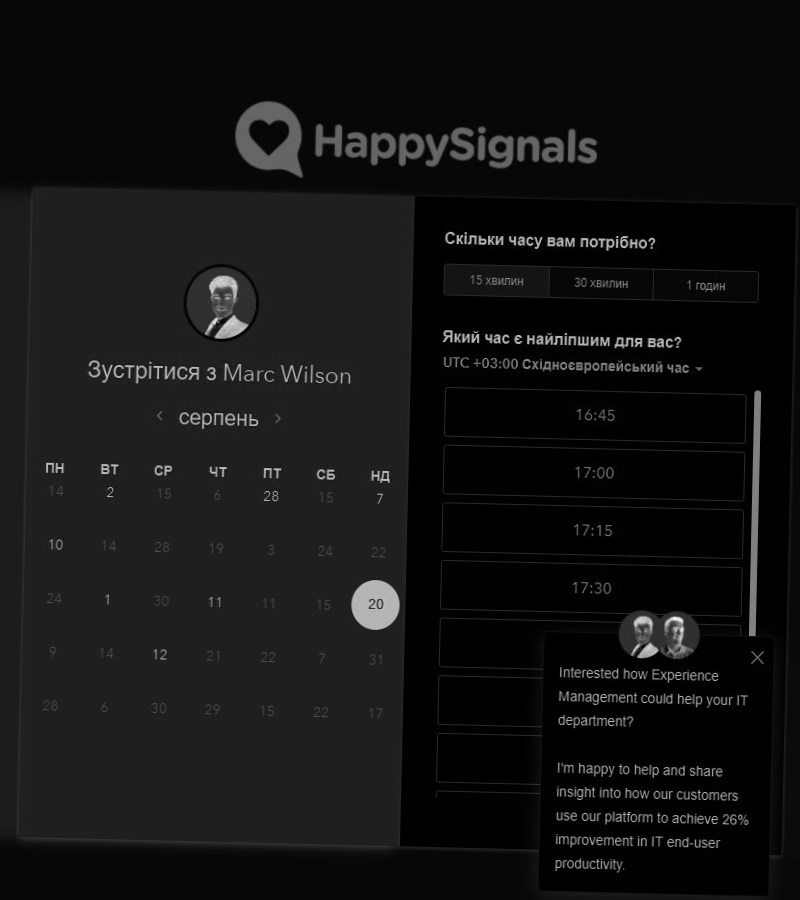 HappySignals
Зустрітися з Marc Wilson
серпень
ПН ВТ СР ЧТ ПТ СБ НД
14 2 15 6 28 15 7
10 14 28 19 3 24 22
24 1 30 11 11 15 20
9 14 12 21 22 7 31
28 6 30 29 15 22 17
Скільки часу вам потрібно?
15 хвилин 30 хвилин 1 годин
Який час є найліпшим для вас?
UTC +03:00 Східноєвропейський час
16:45
17:00
17:15
17:30
Interested how Experience
Management could help your IT
department?
I'm happy to help and share
insight into how our customers
use our platform to achieve 26%
improvement in IT end-user
productivity.